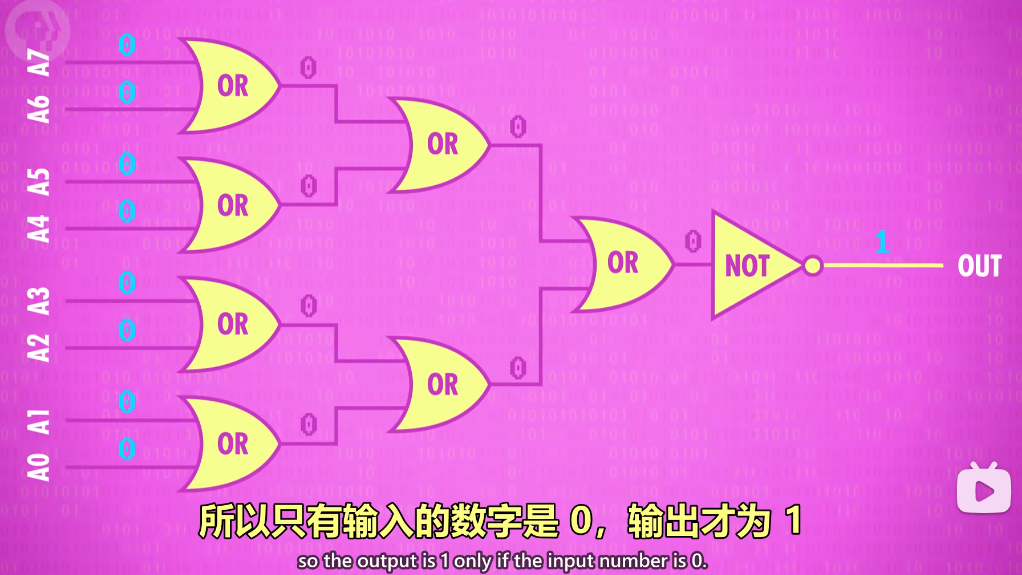 A7
0
OR
0
A6
0
OR
0
A5
0
OR
0
A4
0
OR
0
NOT
1
OUT
A3
0
OR
0
A2
0
OR
0
A1
0
OR
0
A0
0
所以只有输入的数字是 0，输出才为 1
so the output is 1 only if the input number is 0.